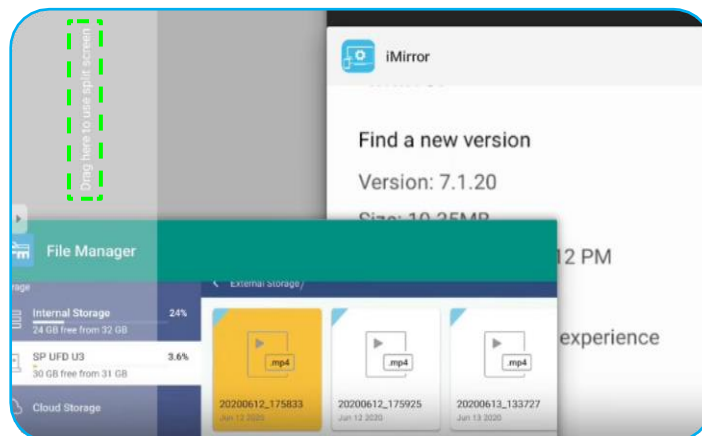 Drag here to use split screen
iMirror
Find a new version
Version: 7.1.20
Size: 10.35MB
12 PM
experience
File Manager
External Storage/
Internal Storage
24%
24 GB free from 32 GB
SP UFD U3
3.6%
30 GB free from 31 GB
Cloud Storage
.mp4
.mp4
.mp4
20200612_175833
20200612_175925
20200613_133727
Jun 12 2020
Jun 12 2020
Jun 13 2020